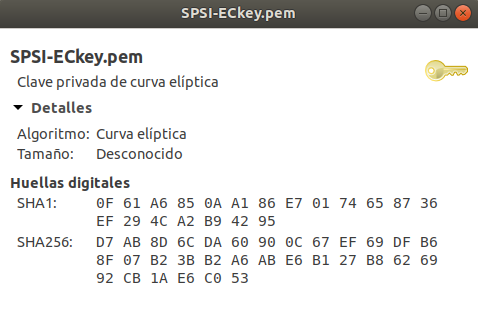 SPSI-ECkey.pem
SPSI-ECkey.pem
Clave privada de curva elíptica
Detalles
Algoritmo: Curva elíptica
Tamaño: Desconocido
Huellas digitales
SHA1: 0F 61 A6 85 0A A1 86 E7 01 74 65 87 36
EF 29 4C A2 B9 42 95
SHA256: D7 AB 8D 6C DA 60 90 0C 67 EF 69 DF B6
8F 07 B2 3B B2 A6 AB E6 B1 27 B8 62 69
92 CB 1A E6 C0 53